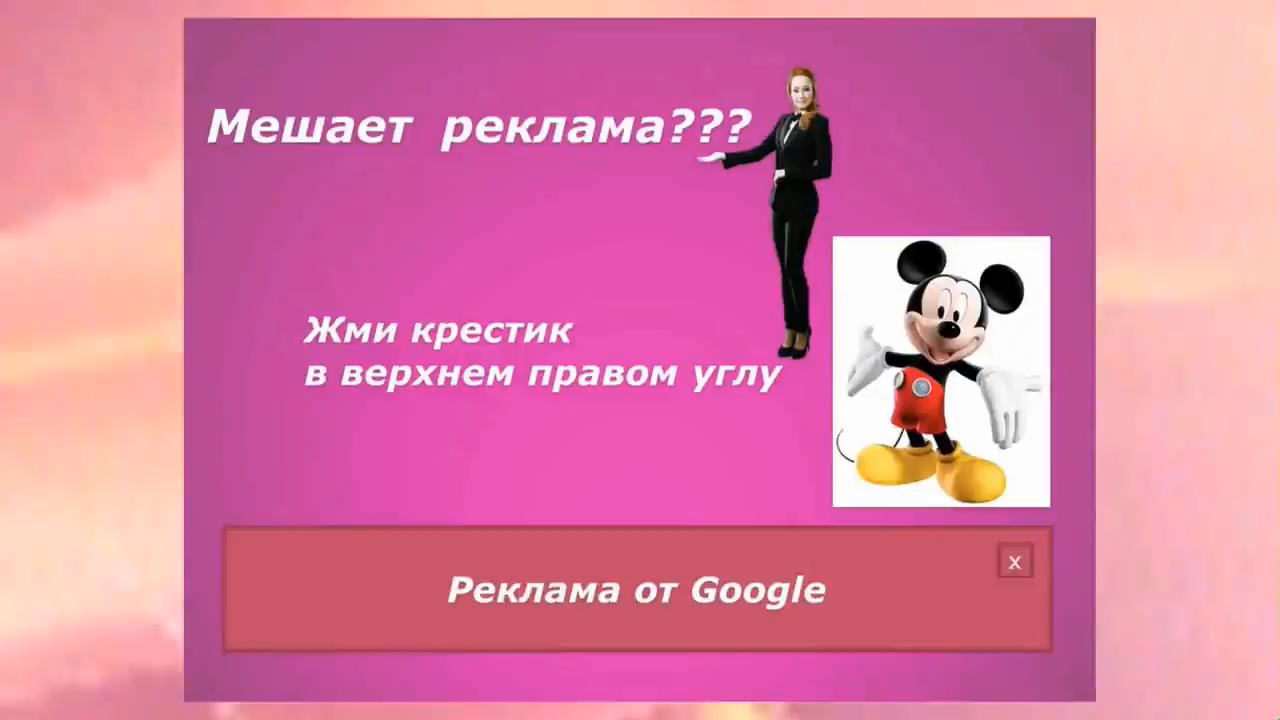 Мешает реклама???
Жми крестик
в верхнем правом углу
x
Реклама от Google